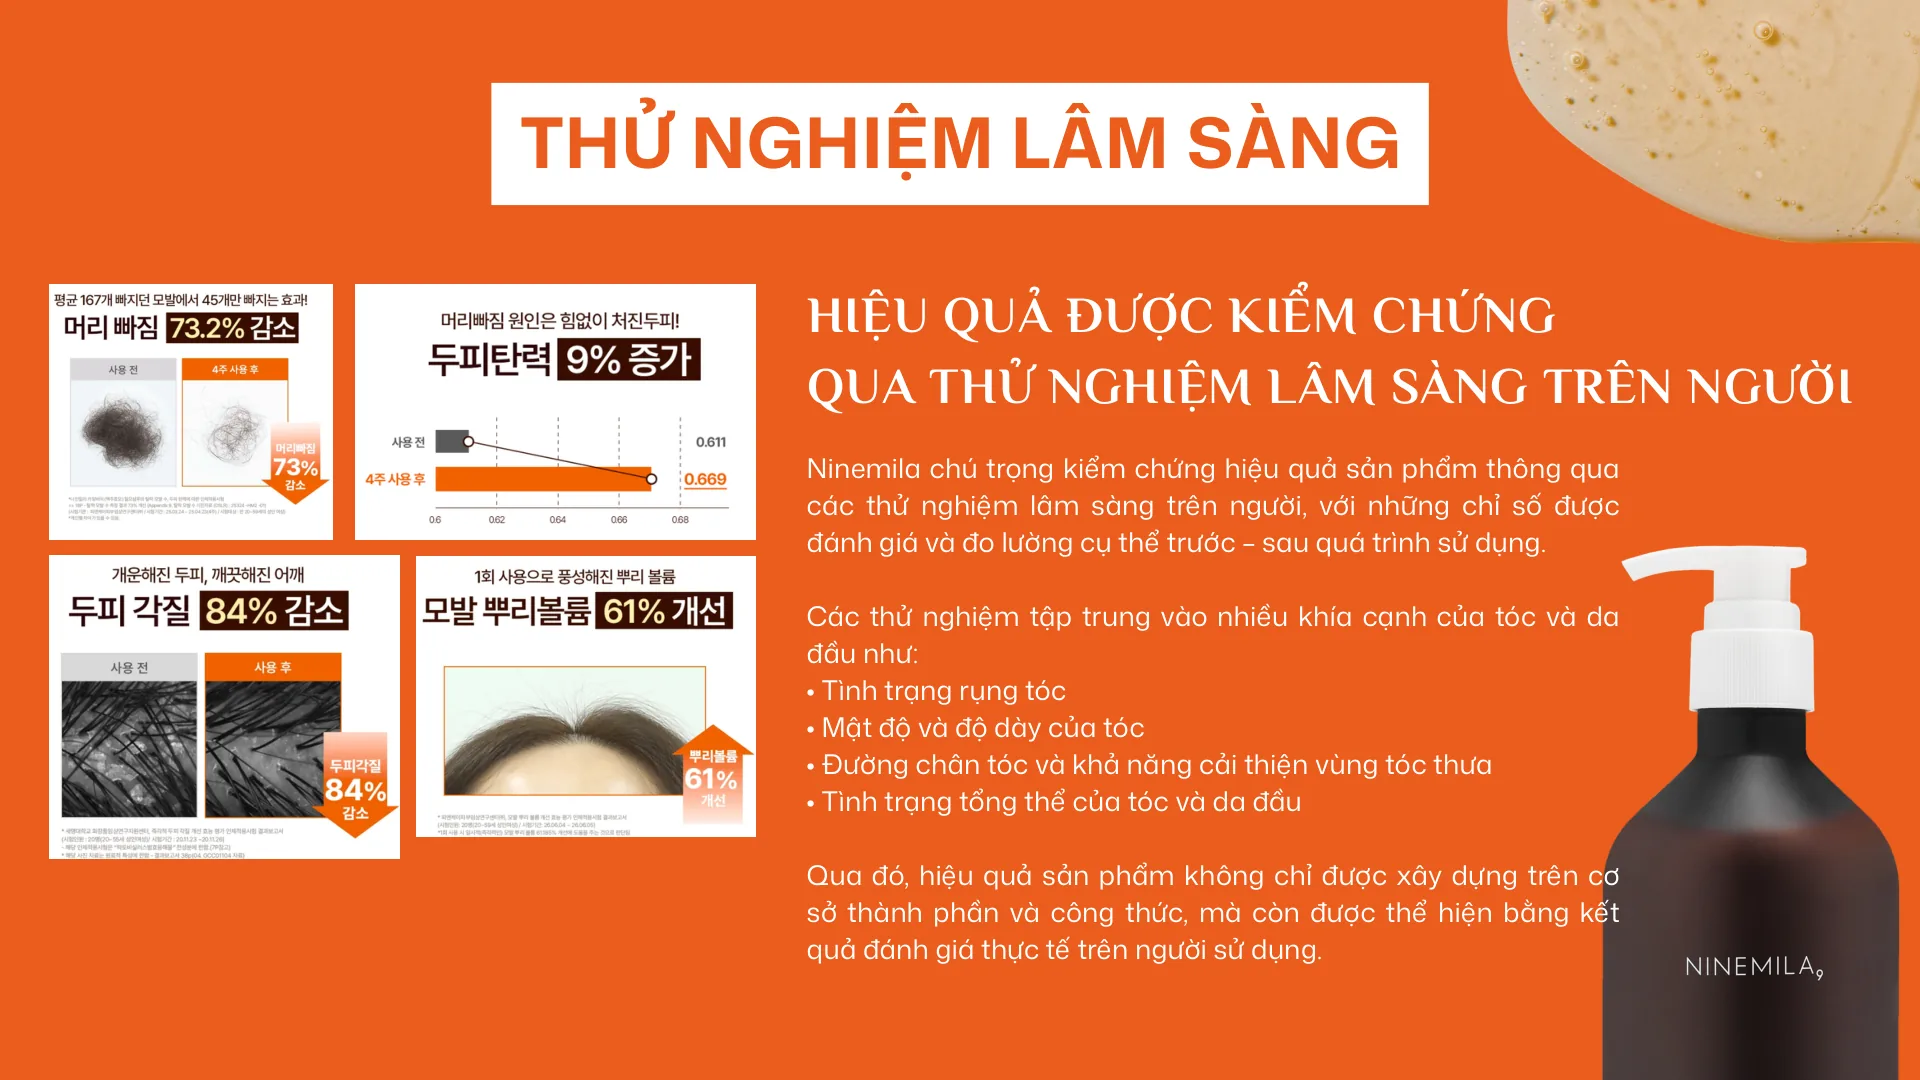 THỬ NGHIỆM LÂM SÀNG
평균 167개 빠지던 모발에서 45개만 빠지는 효과!
머리 빠짐 73.2% 감소
사용 전
4주 사용 후
머리빠짐
73%
감소
머리빠짐 원인은 힘없이 처진두피!
두피탄력 9% 증가
사용 전
0.611
4주 사용 후
0.669
0.6 0.62 0.64 0.66 0.68
개운해진 두피, 깨끗해진 어깨
두피 각질 84% 감소
사용 전
사용 후
두피각질
84%
감소
1회 사용으로 풍성해진 뿌리 볼륨
모발 뿌리볼륨 61% 개선
뿌리볼륨
61%
개선
HIỆU QUẢ ĐƯỢC KIỂM CHỨNG
QUA THỬ NGHIỆM LÂM SÀNG TRÊN NGƯỜI
Ninemila chú trọng kiểm chứng hiệu quả sản phẩm thông qua
các thử nghiệm lâm sàng trên người, với những chỉ số được
đánh giá và đo lường cụ thể trước – sau quá trình sử dụng.
Các thử nghiệm tập trung vào nhiều khía cạnh của tóc và da
đầu như:
• Tình trạng rụng tóc
• Mật độ và độ dày của tóc
• Đường chân tóc và khả năng cải thiện vùng tóc thưa
• Tình trạng tổng thể của tóc và da đầu
Qua đó, hiệu quả sản phẩm không chỉ được xây dựng trên cơ
sở thành phần và công thức, mà còn được thể hiện bằng kết
quả đánh giá thực tế trên người sử dụng.
NINEMILA9